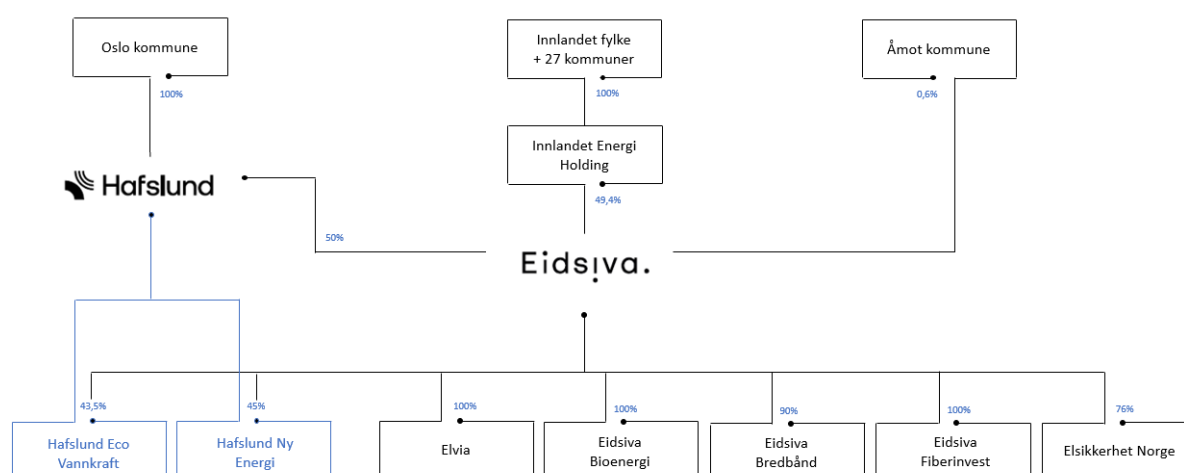 Oslo kommune
Innlandet fylke
+ 27 kommuner
Åmot kommune
100%
100%
0,6%
Innlandet Energi
Holding
Hafslund
49,4%
50%
Eidsiva.
43,5%
45%
100%
100%
90%
100%
76%
Hafslund Eco
Vannkraft
Hafslund Ny
Energi
Elvia
Eidsiva
Bioenergi
Eidsiva
Bredbånd
Eidsiva
Fiberinvest
Elsikkerhet Norge